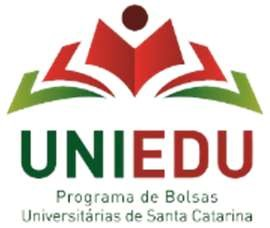 UNIEDU
Programa de Bolsas
Universitárias de Santa Catarina